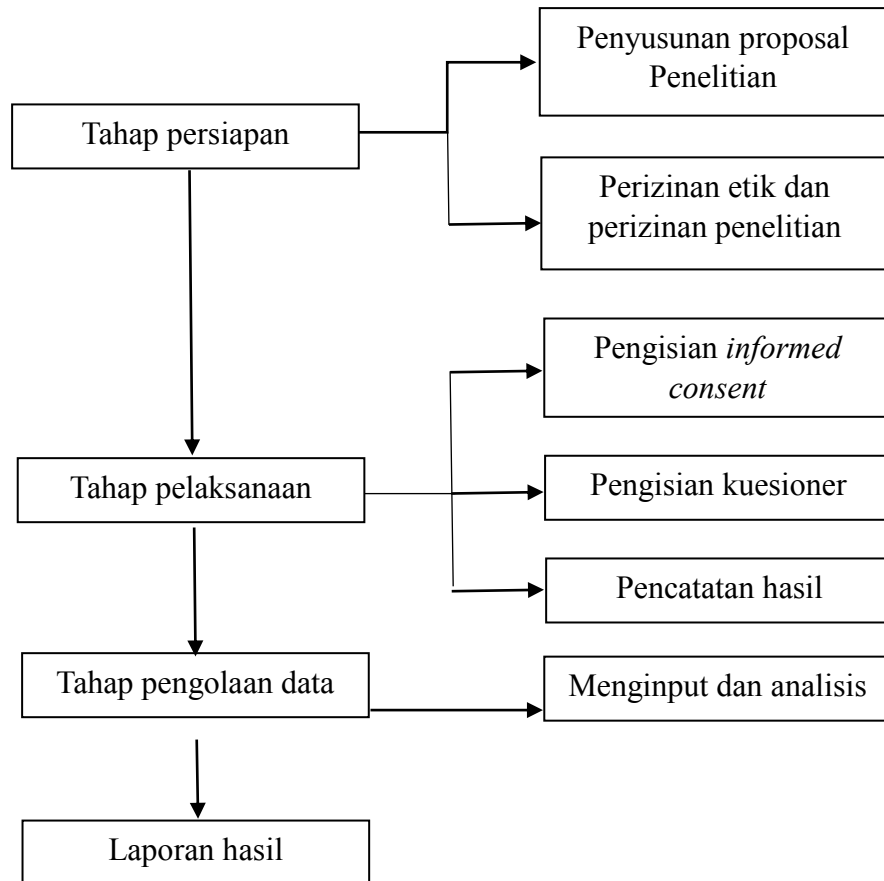 Penyusunan proposal
Penelitian
Tahap persiapan
Perizinan etik dan
perizinan penelitian
Pengisian informed
consent
Tahap pelaksanaan
Pengisian kuesioner
Pencatatan hasil
Tahap pengolaan data
Menginput dan analisis
Laporan hasil